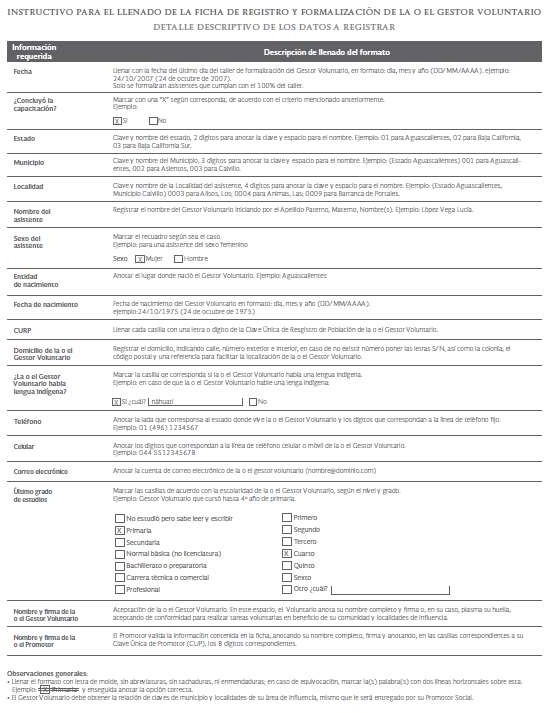 INSTRUCTIVO PARA EL LLENADO DE LA FICHA DE REGISTRO Y FORMALIZACIÓN DE LA O EL GESTOR VOLUNTARIO
DETALLE DESCRIPTIVO DE LOS DATOS A REGISTRAR
Información requerida
Descripción de llenado del formato
Fecha
Llenar con la fecha del último día del taller de formalización del Gestor Voluntario, en formato: día, mes y año (DD/MM/AAAA). ejemplo:
24/10/2007 (24 de octubre de 2007).
Solo se formalizan asistentes que cumplan con el 100% del taller.
¿Concluyó la capacitación?
Marcar con una "X" según corresponda, de acuerdo con el criterio mencionado anteriormente.
Ejemplo:
X Sí No
Estado
Clave y nombre del estado, 2 dígitos para anotar la clave y espacio para el nombre. Ejemplo: 01 para Aguascalientes, 02 para Baja California,
03 para Baja California Sur.
Municipio
Clave y nombre del Municipio, 3 dígitos para anotar la clave y espacio para el nombre. Ejemplo: (Estado Aguascalientes) 001 para Aguascali-
entes, 002 para Asientos, 003 para Calvillo.
Localidad
Clave y nombre de la Localidad del asistente, 4 dígitos para anotar la clave y espacio para el nombre. Ejemplo: (Estado Aguascalientes,
Municipio Calvillo) 0003 para Alisos, Los; 0004 para Ánimas, Las; 0009 para Barranca de Portales.
Nombre del asistente
Registrar el nombre del Gestor Voluntario iniciando por el Apellido Paterno, Materno, Nombre(s). Ejemplo: López Vega Lucía.
Sexo del asistente
Marcar el recuadro según sea el caso.
Ejemplo: para una asistente del sexo femenino
Sexo X Mujer Hombre
Entidad de nacimiento
Anotar el lugar donde nació el Gestor Voluntario. Ejemplo: Aguascalientes
Fecha de nacimiento
Fecha de nacimiento del Gestor Voluntario en formato: día, mes y año (DD/MM/AAAA).
ejemplo:24/10/1975 (24 de octubre de 1975)
CURP
Llenar cada casilla con una letra o dígito de la Clave Única de Resgistro de Población de la o el Gestor Voluntario.
Domicilio de la o el Gestor Voluntario
Registrar el domicilio, indicando calle, número exterior e interior, en caso de no existir número poner las letras S/N, así como la colonia, el
código postal y una referencia para facilitar la localización de la o el Gestor Voluntario.
¿La o el Gestor Voluntario habla lengua indígena?
Marcar la casilla qe corresponda si la o el Gestor Voluntario habla una lengua indígena.
Ejemplo: en caso de que la o el Gestor Voluntario hable una lenga indígena:
X Sí ¿cuál? náhuatl No
Teléfono
Anotar la lada que corresponda al estado donde vive la o el Gestor Voluntario y los dígitos que correspondan a la línea de teléfono fijo.
Ejemplo: 01 (496) 1234567
Celular
Anotar los dígitos que correspondan a la línea de teléfono celular o móvil de la o el Gestor Voluntario.
Ejemplo: 044 5512345678
Correo electrónico
Anotar la cuenta de correo electrónico de la o el gestor voluntario (nombre@dominio.com)
Último grado de estudios
Marcar las casillas de acuerdo con la escolaridad de la o el Gestor Voluntario, según el nivel y grado.
Ejemplo: Gestor Voluntario que cursó hasta 4º año de primaria.
No estudió pero sabe leer y escribir
X Primaria
Secundaria
Normal básica (no licenciatura)
Bachillerato o preparatoria
Carrera técnica o comercial
Profesional
Primero
Segundo
Tercero
X Cuarto
Quinto
Sexto
Otro ¿cuál?
Nombre y firma de la o el Gestor Voluntario
Aceptación de la o el Gestor Voluntario. En este espacio, el Voluntario anota su nombre completo y firma o, en su caso, plasma su huella,
aceptando de conformidad para realizar tareas voluntarias en beneficio de su comunidad y localidades de influencia.
Nombre y firma de la o el Promotor
El Promotor valida la información contenida en la ficha, anotando su nombre completo, firma y anotando, en las casillas correspondientes a su
Clave Única de Promotor (CUP), los 8 dígitos correspondientes.
Observaciones generales:
• Llenar el formato con letra de molde, sin abreviaturas, sin tachaduras, ni enmendaduras; en caso de equivocación, marcar la(s) palabra(s) con dos líneas horizontales sobre esta.
Ejemplo: X Primaria y enseguida anotar la opción correcta.
• El Gestor Voluntario debe obtener la relación de claves de municipio y localidades de su área de influencia, mismo que le será entregado por su Promotor Social.